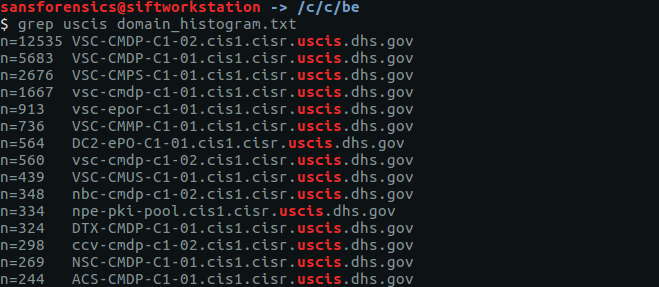 sansforensics@siftworkstation -> /c/c/be
$ grep uscis domain_histogram.txt
n=12535 VSC-CMDP-C1-02.cis1.cisr.uscis.dhs.gov
n=5683  VSC-CMDP-C1-01.cis1.cisr.uscis.dhs.gov
n=2676  VSC-CMPS-C1-01.cis1.cisr.uscis.dhs.gov
n=1667  vsc-cmdp-c1-01.cis1.cisr.uscis.dhs.gov
n=913   vsc-epor-c1-01.cis1.cisr.uscis.dhs.gov
n=736   VSC-CMMP-C1-01.cis1.cisr.uscis.dhs.gov
n=564   DC2-ePO-C1-01.cis1.cisr.uscis.dhs.gov
n=560   vsc-cmdp-c1-02.cis1.cisr.uscis.dhs.gov
n=439   VSC-CMUS-C1-01.cis1.cisr.uscis.dhs.gov
n=348   nbc-cmdp-c1-02.cis1.cisr.uscis.dhs.gov
n=334   npe-pki-pool.cis1.cisr.uscis.dhs.gov
n=324   DTX-CMDP-C1-01.cis1.cisr.uscis.dhs.gov
n=298   ccv-cmdp-c1-02.cis1.cisr.uscis.dhs.gov
n=269   NSC-CMDP-C1-01.cis1.cisr.uscis.dhs.gov
n=244   ACS-CMDP-C1-01.cis1.cisr.uscis.dhs.gov